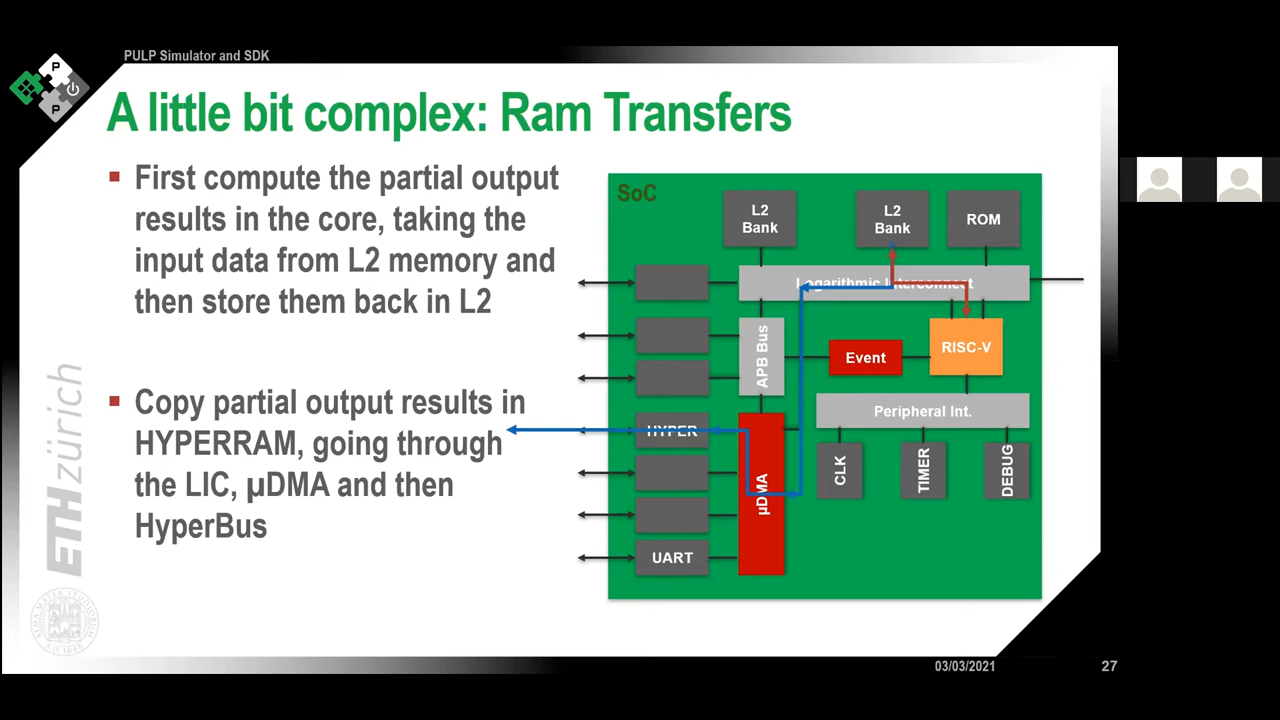 PULP Simulator and SDK
P
P
A little bit complex: Ram Transfers
▪ First compute the partial output
results in the core, taking the
input data from L2 memory and
then store them back in L2
▪ Copy partial output results in
HYPERRAM, going through
the LIC, µDMA and then
HyperBus
SoC
L2
Bank
L2
Bank
ROM
Logarithmic Interconnect
APB Bus
Event
RISC-V
Peripheral Int.
HYPER
µDMA
CLK
TIMER
DEBUG
UART
ETH zürich
ALMA MATER STUDIORUM
03/03/2021
27